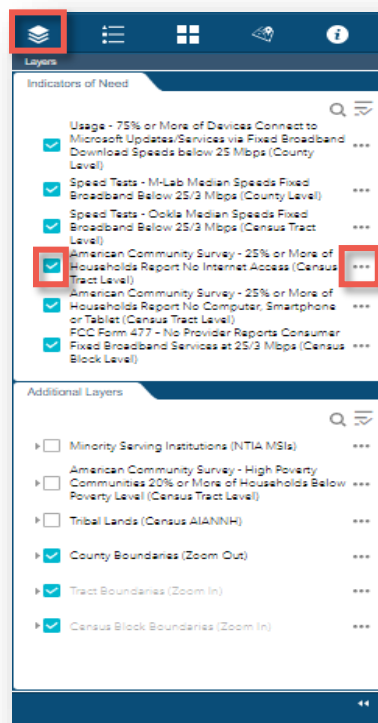 Layers
Indicators of Need
Usage - 75% or More of Devices Connect to
Microsoft Updates/Services via Fixed Broadband
Download Speeds below 25 Mbps (County
Level)
Speed Tests - M-Lab Median Speeds Fixed
Broadband Below 25/3 Mbps (County Level)
Speed Tests - Ookla Median Speeds Fixed
Broadband Below 25/3 Mbps (Census Tract
Level)
American Community Survey - 25% or More of
Households Report No Internet Access (Census
Tract Level)
American Community Survey - 25% or More of
Households Report No Computer, Smartphone
or Tablet (Census Tract Level)
FCC Form 477 - No Provider Reports Consumer
Fixed Broadband Services at 25/3 Mbps (Census
Block Level)
Additional Layers
Minority Serving Institutions (NTIA MSIs)
American Community Survey - High Poverty
Communities 20% or More of Households Below
Poverty Level (Census Tract Level)
Tribal Lands (Census AIANNH)
County Boundaries (Zoom Out)
Tract Boundaries (Zoom In)
Census Block Boundaries (Zoom In)